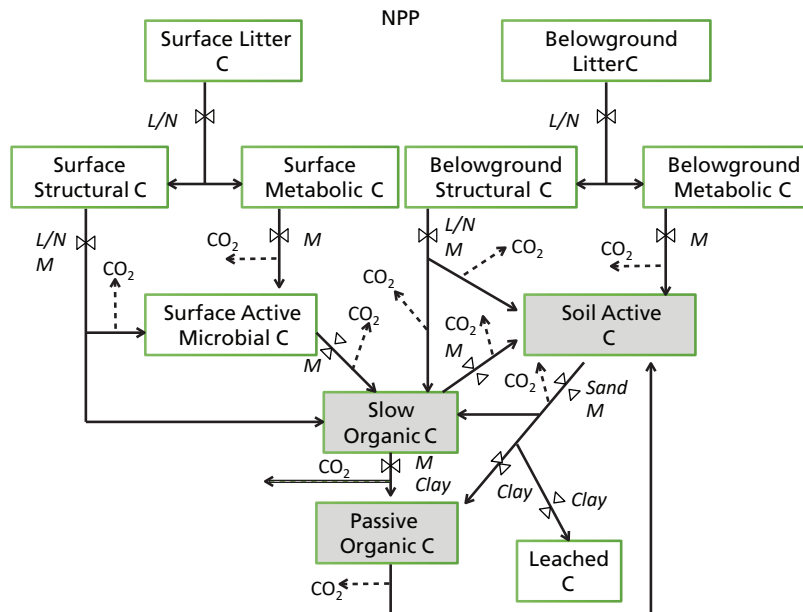 NPP
Surface Litter
C
Belowground
LitterC
L/N
L/N
Surface
Structural C
Surface
Metabolic C
Belowground
Structural C
Belowground
Metabolic C
L/N
M
CO2
M
L/N
M
CO2
CO2
M
CO2
CO2
Surface Active
Microbial C
M
CO2
CO2
M
Soil Active
C
CO2
Sand
M
Slow
Organic C
CO2
M
Clay
Clay
Clay
Passive
Organic C
CO2
Leached
C